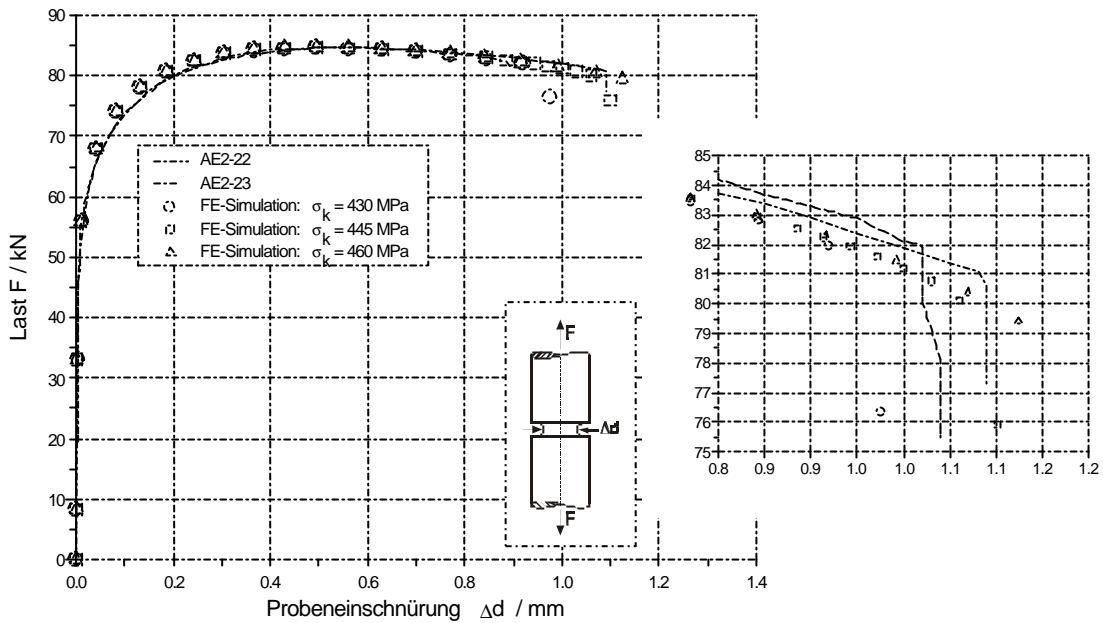 90
80
70
60
50
40
30
20
10
0
Last F / kN
0.0 0.2 0.4 0.6 0.8 1.0 1.2 1.4
Probeneinschnürung Δd / mm
AE2-22
AE2-23
FE-Simulation: σk = 430 MPa
FE-Simulation: σk = 445 MPa
FE-Simulation: σk = 460 MPa
F
Δd
F
85
84
83
82
81
80
79
78
77
76
75
0.8 0.9 0.9 1.0 1.0 1.1 1.1 1.2 1.2